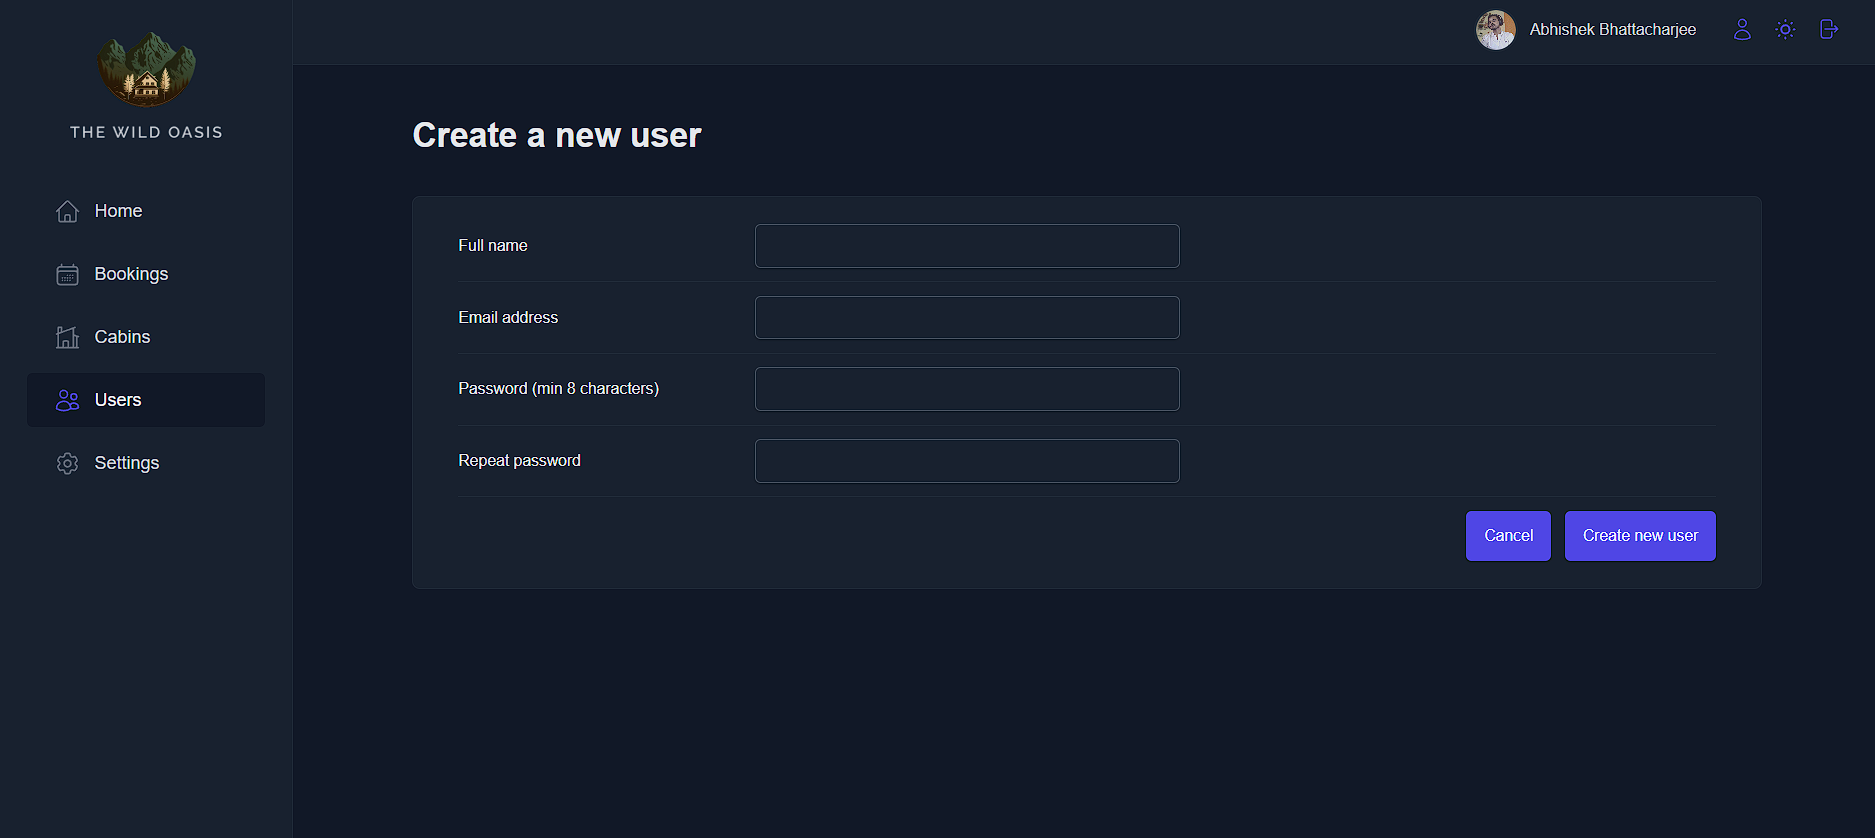 THE WILD OASIS
Home
Bookings
Cabins
Users
Settings
Abhishek Bhattacharjee
Create a new user
Full name
Email address
Password (min 8 characters)
Repeat password
Cancel
Create new user